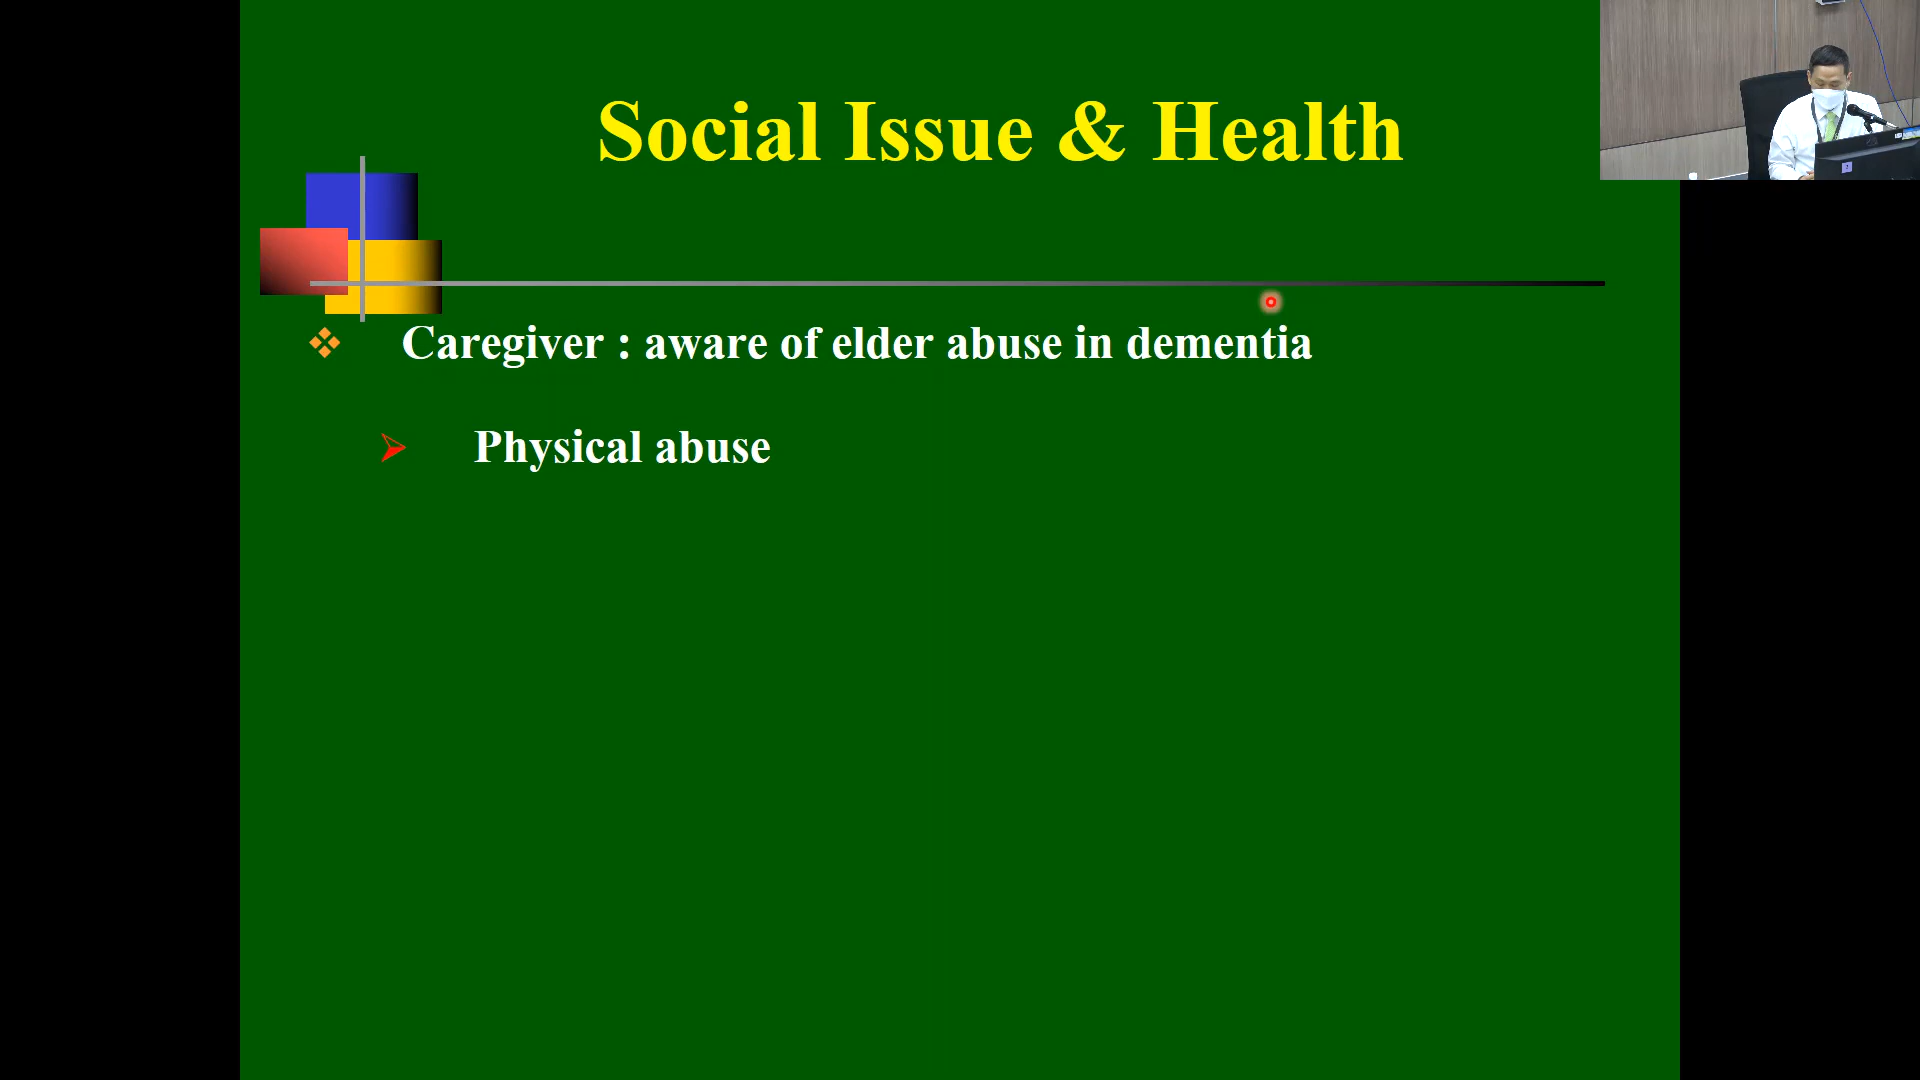 Social Issue & Health
Caregiver : aware of elder abuse in dementia
Physical abuse